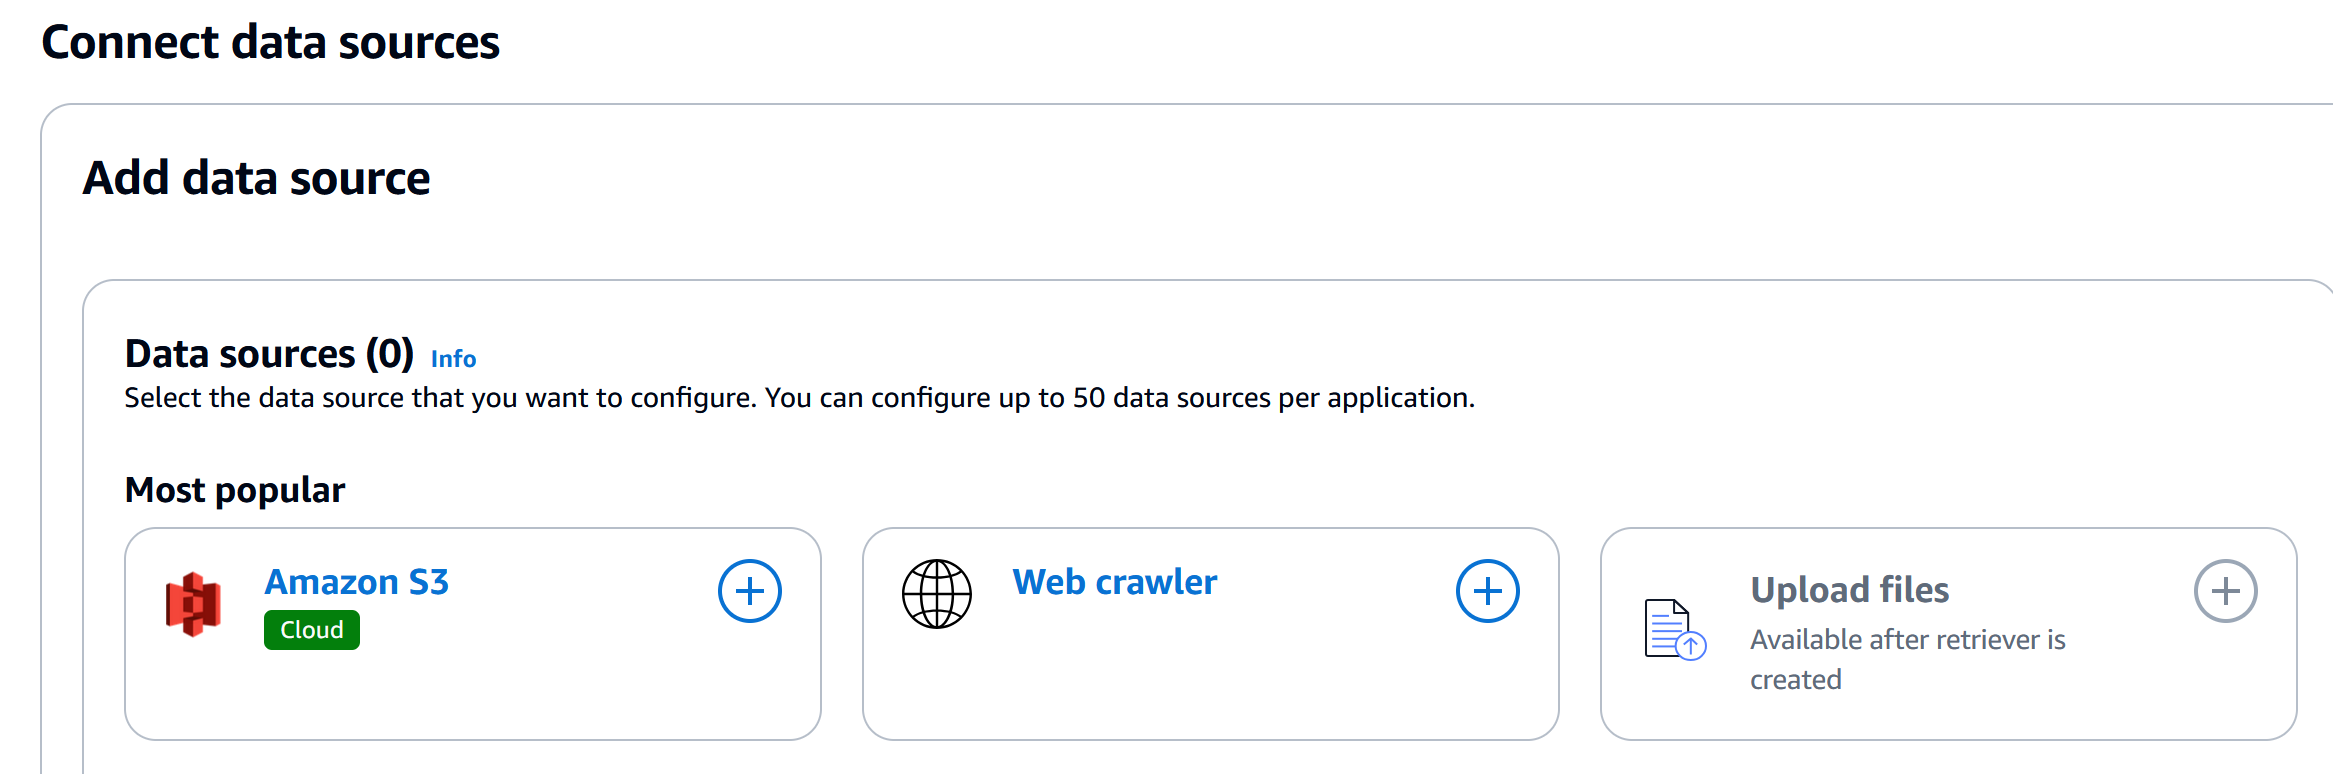 Connect data sources
Add data source
Data sources (0) Info
Select the data source that you want to configure. You can configure up to 50 data sources per application.
Most popular
Amazon S3
Cloud
Web crawler
Upload files
Available after retriever is
created